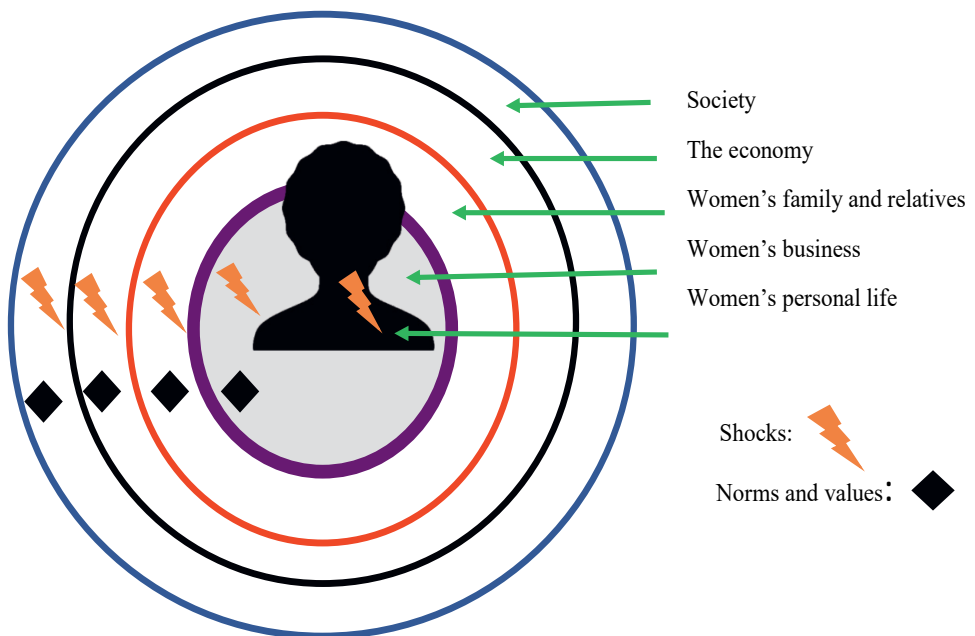 Society
The economy
Women’s family and relatives
Women’s business
Women’s personal life
Shocks:
Norms and values: